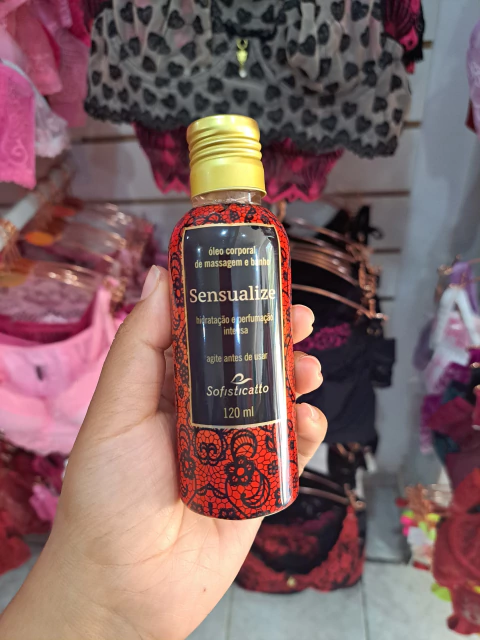 óleo corporal
de massagem e banho
Sensualize
hidratação e perfumação
intensa
agite antes de usar
Sofisticatto
120 ml